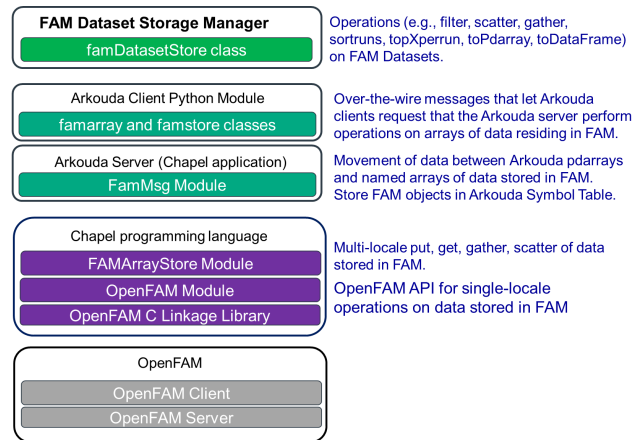 FAM Dataset Storage Manager
famDatasetStore class
Operations (e.g., filter, scatter, gather,
sortruns, topXperrun, toPdarray, toDataFrame)
on FAM Datasets.
Arkouda Client Python Module
famarray and famstore classes
Over-the-wire messages that let Arkouda
clients request that the Arkouda server perform
operations on arrays of data residing in FAM.
Arkouda Server (Chapel application)
FamMsg Module
Movement of data between Arkouda pdarrays
and named arrays of data stored in FAM.
Store FAM objects in Arkouda Symbol Table.
Chapel programming language
FAMArrayStore Module
OpenFAM Module
OpenFAM C Linkage Library
Multi-locale put, get, gather, scatter of data
stored in FAM.
OpenFAM API for single-locale
operations on data stored in FAM
OpenFAM
OpenFAM Client
OpenFAM Server